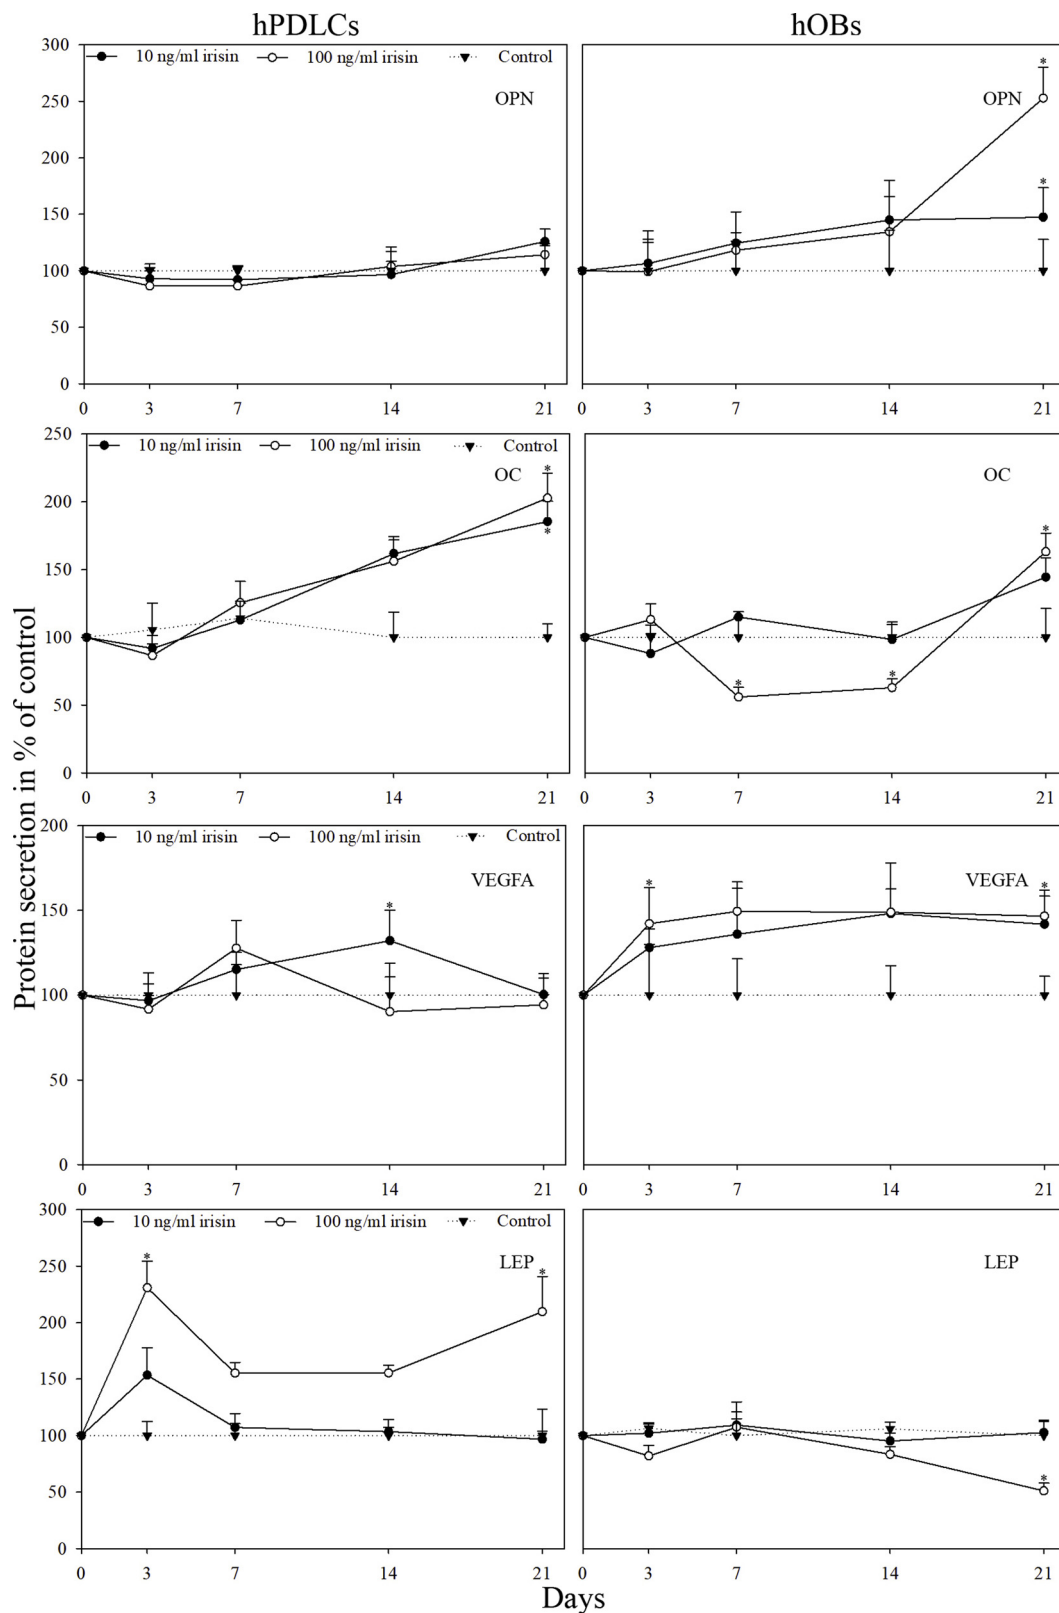 hPDLCs
hOBs
Protein secretion in % of control
300
10 ng/ml irisin
100 ng/ml irisin
Control
250
OPN
200
150
100
50
0
0 3 7 14 21
*
OPN
*
0 3 7 14 21
250
10 ng/ml irisin
100 ng/ml irisin
Control
*
OC
200
*
150
100
50
0
0 3 7 14 21
OC
*
*
*
0 3 7 14 21
200
10 ng/ml irisin
100 ng/ml irisin
Control
VEGFA
*
150
100
50
0
0 3 7 14 21
VEGFA
*
*
0 3 7 14 21
300
10 ng/ml irisin
100 ng/ml irisin
Control
*
LEP
*
250
200
150
100
50
0
0 3 7 14 21
LEP
*
0 3 7 14 21
Days